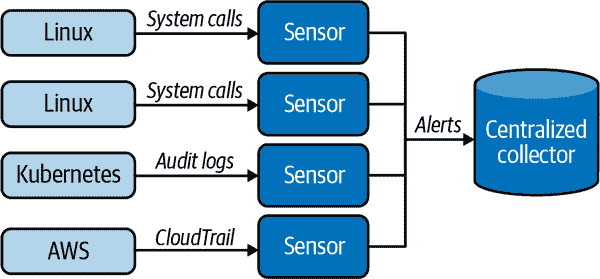 Linux
System calls
Sensor
Linux
System calls
Sensor
Kubernetes
Audit logs
Sensor
AWS
CloudTrail
Sensor
Alerts
Centralized
collector